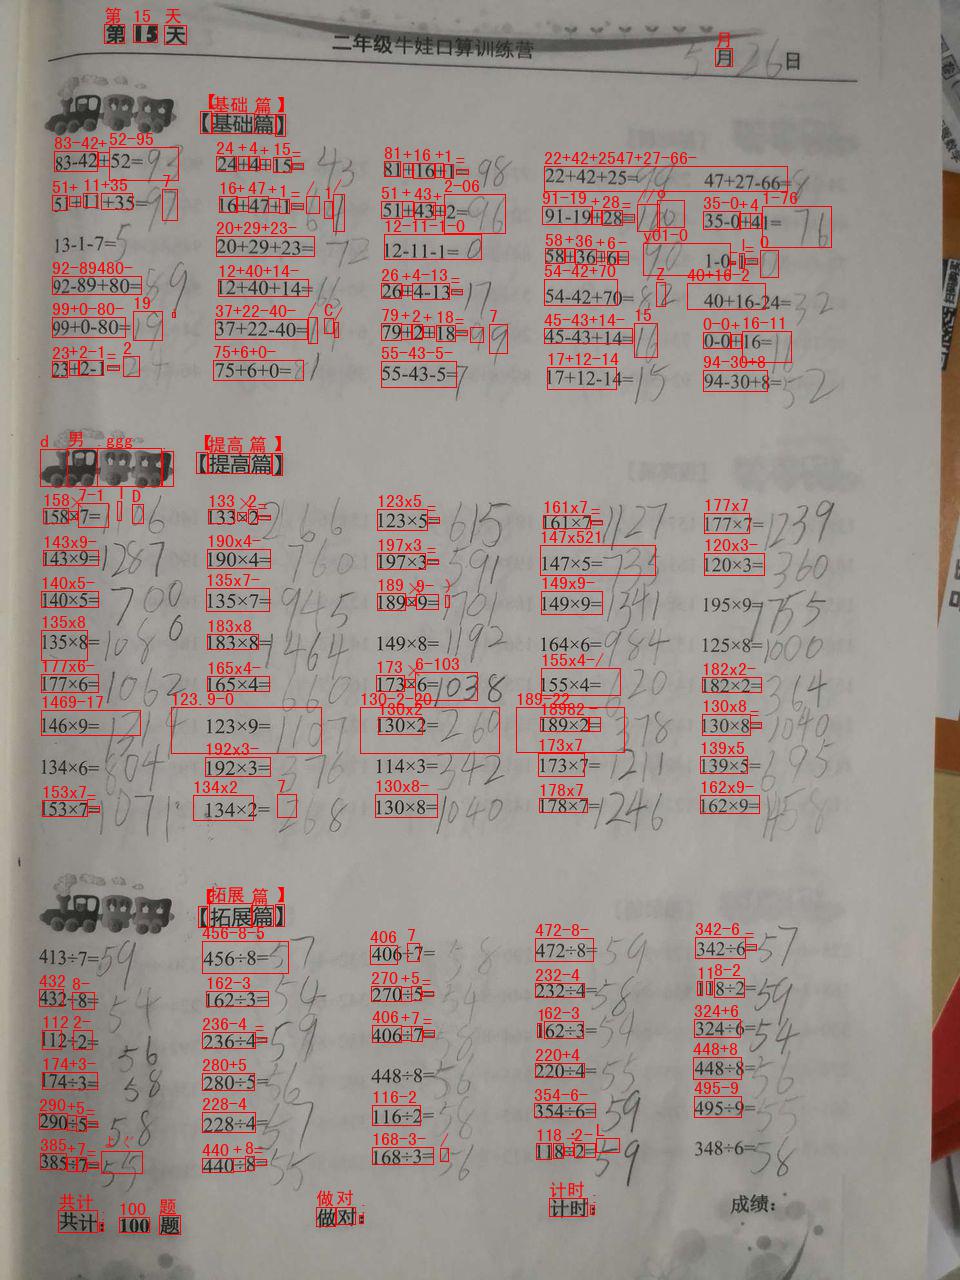 第15天 二年级牛娃口算训练营 5月26日
【基础篇】
83-42+52=93 24+4+15=43 81+16+1=98 22+42+25= 47+27-66=8
51+11+35=97 16+47+1=64 51+43+2=96 91-19+28=100 35-0+41=76
13-1-7=5 20+29+23=72 12-11-1=0 58+36+6=90 1-0-1=0
92-89+80=89 12+40+14=66 26+4-13=17 54-42+70=82 40+16-24=32
99+0-80=19 37+22-40=19 79+2+18=99 45-43+14=16 0-0+16=16
23+2-1=24 75+6+0=81 55-43-5=7 17+12-14=15 94-30+8=52
【提高篇】
158×7=1106 133×2=266 123×5=615 161×7=1127 177×7=1239
143×9=1287 190×4=760 197×3=591 147×5=735 120×3=360
140×5=700 135×7=945 189×9=1701 149×9=1341 195×9=1755
135×8=1080 183×8=1464 149×8=1192 164×6=984 125×8=1000
177×6=1062 165×4=660 173×6=1038 155×4=620 182×2=364
146×9=1314 123×9=1107 130×2=260 189×2=378 130×8=1040
134×6=804 192×3=376 114×3=342 173×7=1211 139×5=695
153×7=1071 134×2=268 130×8=1040 178×7=1246 162×9=1458
【拓展篇】
413÷7=59 456÷8=57 406÷7=58 472÷8=59 342÷6=57
432÷8=54 162÷3=54 270÷5=54 232÷4=58 118÷2=59
112÷2=56 236÷4=59 406÷7=58 162÷3=54 324÷6=54
174÷3=58 280÷5=56 448÷8=56 220÷4=55 448÷8=56
290÷5=58 228÷4=57 116÷2=58 354÷6=59 495÷9=55
385÷7=55 440÷8=55 168÷3=56 118÷2=59 348÷6=58
共计：100题 做对： 计时： 成绩：